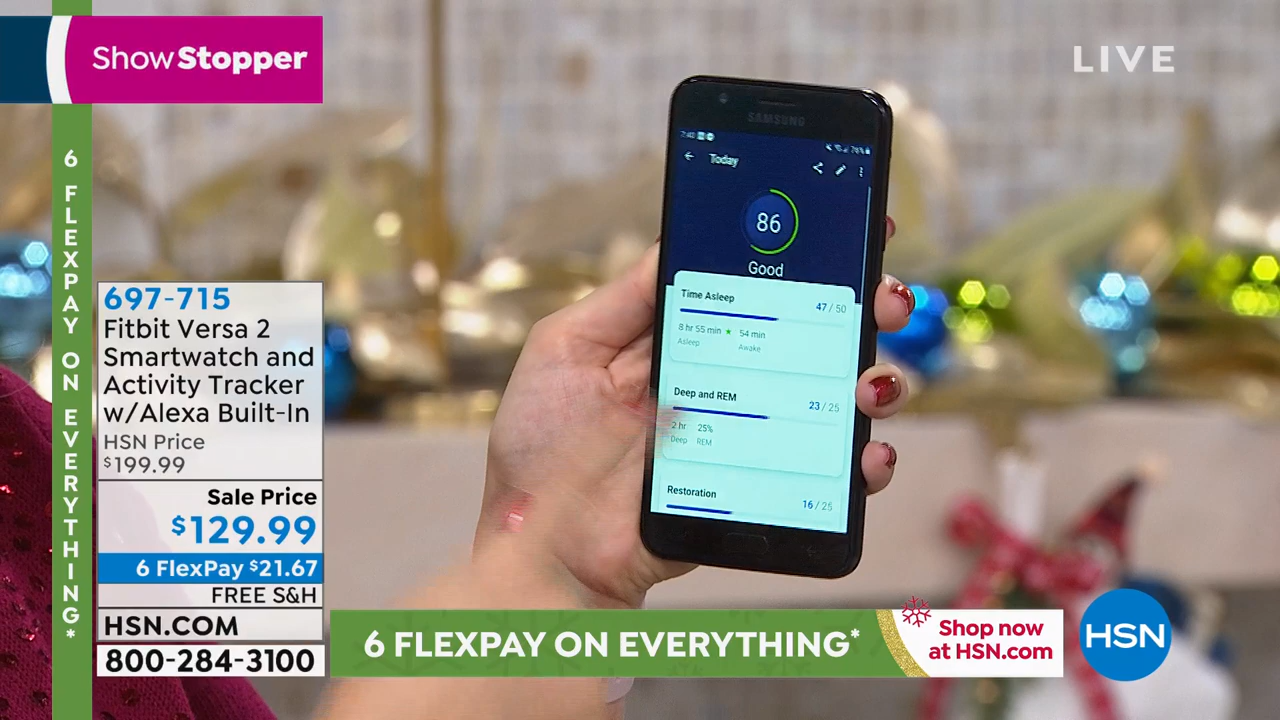 ShowStopper
LIVE
6 FLEXPAY ON EVERYTHING*
697-715
Fitbit Versa 2
Smartwatch and
Activity Tracker
w/Alexa Built-In
HSN Price
$199.99
Sale Price
$129.99
6 FlexPay $21.67
FREE S&H
HSN.COM
800-284-3100
SAMSUNG
7:40
76%
Today
86
Good
Time Asleep
47 / 50
8 hr 55 min 54 min
Asleep Awake
Deep and REM
23 / 25
2 hr 25%
Deep REM
Restoration
16 / 25
6 FLEXPAY ON EVERYTHING*
Shop now
at HSN.com
HSN